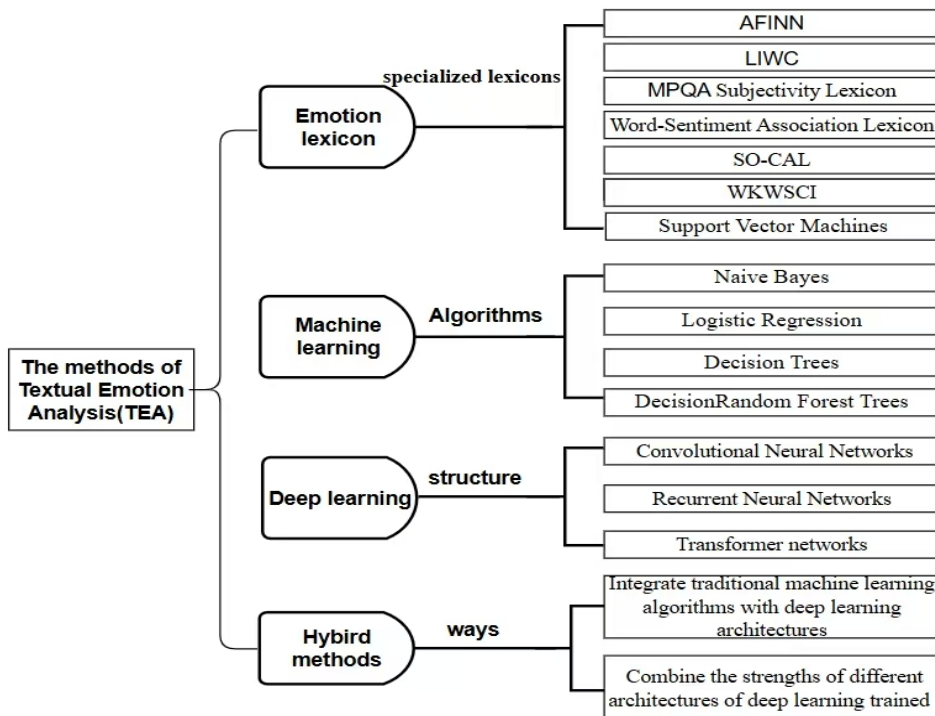 The methods of
Textual Emotion
Analysis(TEA)
Emotion
lexicon
specialized lexicons
AFINN
LIWC
MPQA Subjectivity Lexicon
Word-Sentiment Association Lexicon
SO-CAL
WKWSCI
Support Vector Machines
Machine
learning
Algorithms
Naive Bayes
Logistic Regression
Decision Trees
DecisionRandom Forest Trees
Deep learning
structure
Convolutional Neural Networks
Recurrent Neural Networks
Transformer networks
Hybird
methods
ways
Integrate traditional machine learning
algorithms with deep learning
architectures
Combine the strengths of different
architectures of deep learning trained